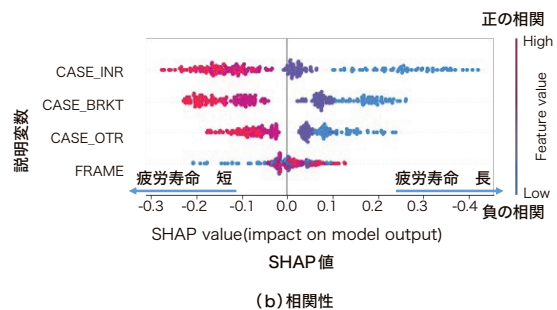 正の相関
High
CASE_INR
CASE_BRKT
CASE_OTR
FRAME
説明変数
Feature value
疲労寿命 短
疲労寿命 長
Low
負の相関
-0.3 -0.2 -0.1 0.0 0.1 0.2 0.3 -0.4
SHAP value(impact on model output)
SHAP値
(b)相関性